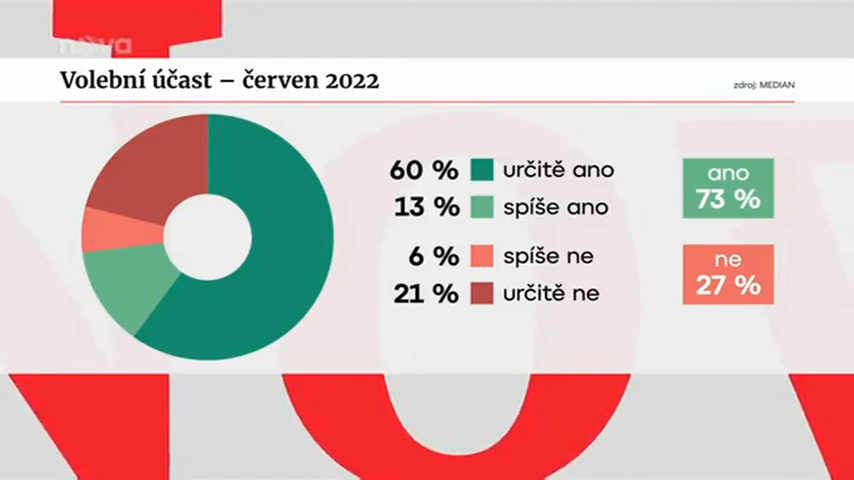 nova
Volební účast – červen 2022
zdroj: MEDIAN
60 % určitě ano
13 % spíše ano
6 % spíše ne
21 % určitě ne
ano
73 %
ne
27 %